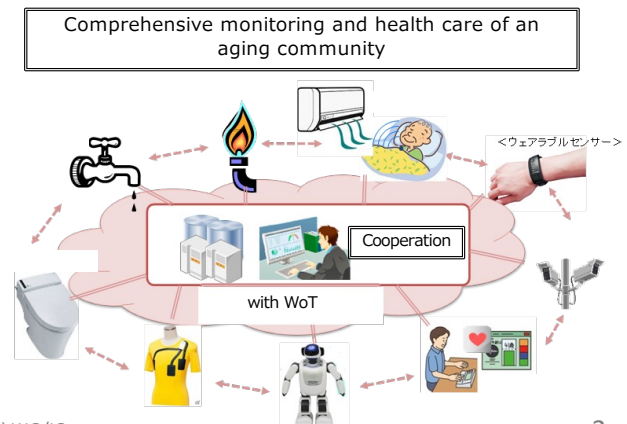 Comprehensive monitoring and health care of an
aging community
＜ウェアラブルセンサー＞
Cooperation
with WoT